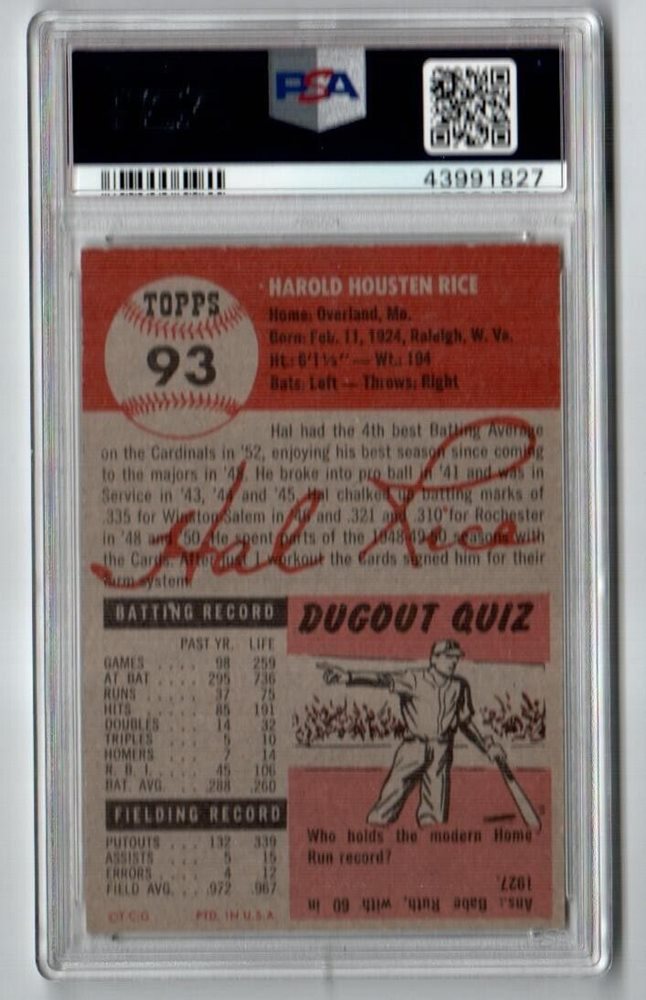 PSA
43991827
TOPPS
93
HAROLD HOUSTEN RICE
Home: Overland, Mo.
Born: Feb. 11, 1924, Raleigh, W. Va.
Ht.: 6'1½" — Wt.: 194
Bats: Left — Throws: Right
Hal had the 4th best Batting Average
on the Cardinals in '52, enjoying his best season since coming
to the majors in '48. He broke into pro ball in '41 and was in
Service in '43, '44 and '45. Hal chalked up batting marks of
.335 for Winston-Salem in '46 and .321 and .310 for Rochester
in '48 and '50. He spent parts of the 1948-49-50 seasons with
the Cards. After just 1 workout the Cards signed him for their
farm system.
Hal Rice
BATTING RECORD
PAST YR. LIFE
GAMES .... 98 259
AT BAT .... 295 736
RUNS .... 37 75
HITS .... 85 191
DOUBLES .. 14 32
TRIPLES ... 5 10
HOMERS ... 7 14
R. B. I. .... 45 106
BAT. AVG. .. .288 .260
FIELDING RECORD
PUTOUTS ... 132 339
ASSISTS .... 5 15
ERRORS .... 4 12
FIELD AVG. .. .972 .967
©T.C.G. PTD. IN U.S.A.
DUGOUT QUIZ
Who holds the modern Home
Run record?
Ans.: Babe Ruth, with 60 in
1927.